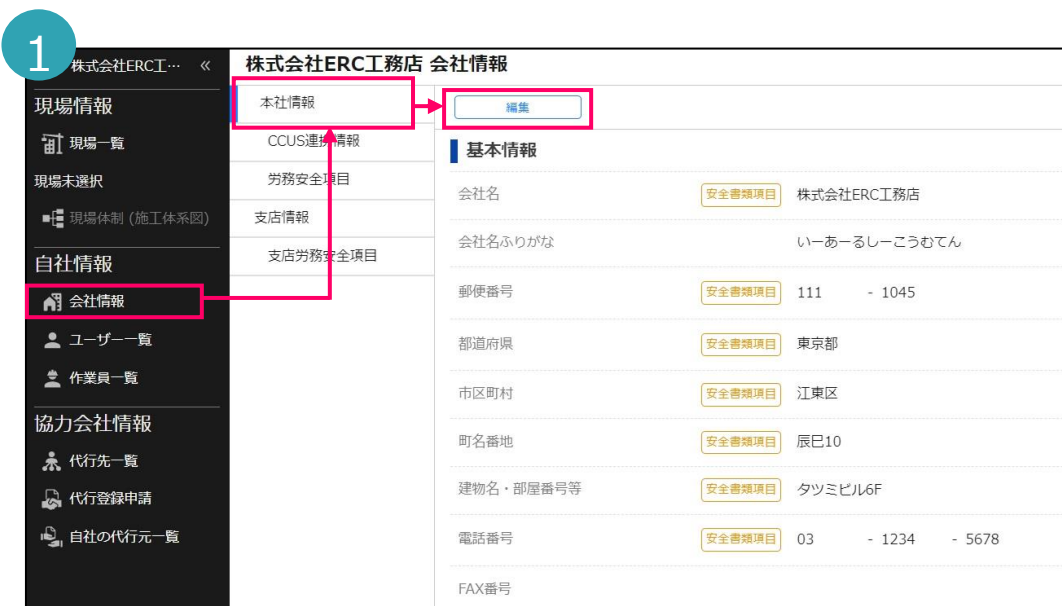 1
株式会社ERC工… «
現場情報
現場一覧
現場未選択
現場体制 (施工体系図)
自社情報
会社情報
ユーザー一覧
作業員一覧
協力会社情報
代行先一覧
代行登録申請
自社の代行元一覧
株式会社ERC工務店 会社情報
本社情報
CCUS連携情報
労務安全項目
支店情報
支店労務安全項目
編集
基本情報
会社名 安全書類項目 株式会社ERC工務店
会社名ふりがな いーあーるしーこうむてん
郵便番号 安全書類項目 111 - 1045
都道府県 安全書類項目 東京都
市区町村 安全書類項目 江東区
町名番地 安全書類項目 辰巳10
建物名・部屋番号等 安全書類項目 タツミビル6F
電話番号 安全書類項目 03 - 1234 - 5678
FAX番号